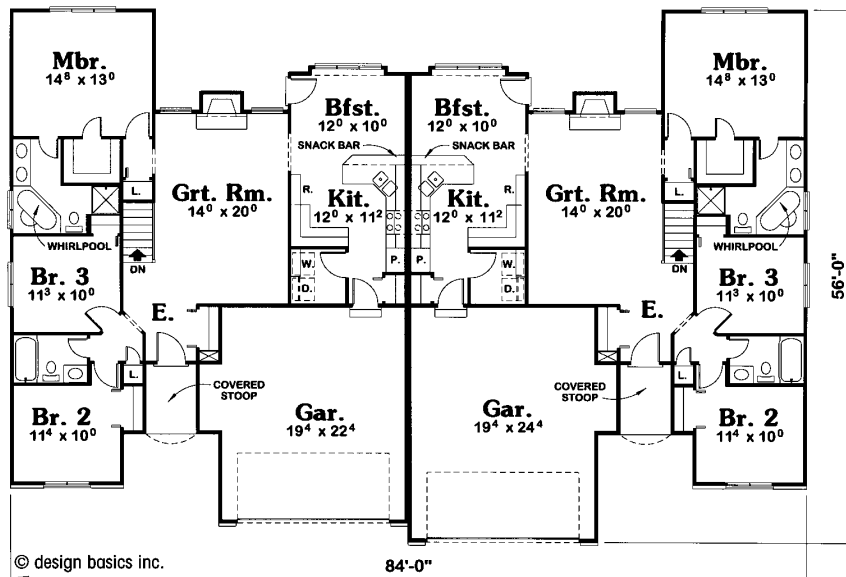 Mbr.
14⁸ x 13⁰
Bfst.
12⁰ x 10⁰
SNACK BAR
Grt. Rm.
14⁰ x 20⁰
R.
Kit.
12⁰ x 11²
L.
WHIRLPOOL
DN
Br. 3
11³ x 10⁰
W.
D.
P.
E.
L.
COVERED
STOOP
Br. 2
11⁴ x 10⁰
Gar.
19⁴ x 22⁴
Bfst.
12⁰ x 10⁰
SNACK BAR
Kit.
12⁰ x 11²
R.
Grt. Rm.
14⁰ x 20⁰
Mbr.
14⁸ x 13⁰
L.
WHIRLPOOL
DN
Br. 3
11³ x 10⁰
P.
W.
D.
E.
L.
COVERED
STOOP
Gar.
19⁴ x 24⁴
Br. 2
11⁴ x 10⁰
56'-0"
84'-0"
© design basics inc.